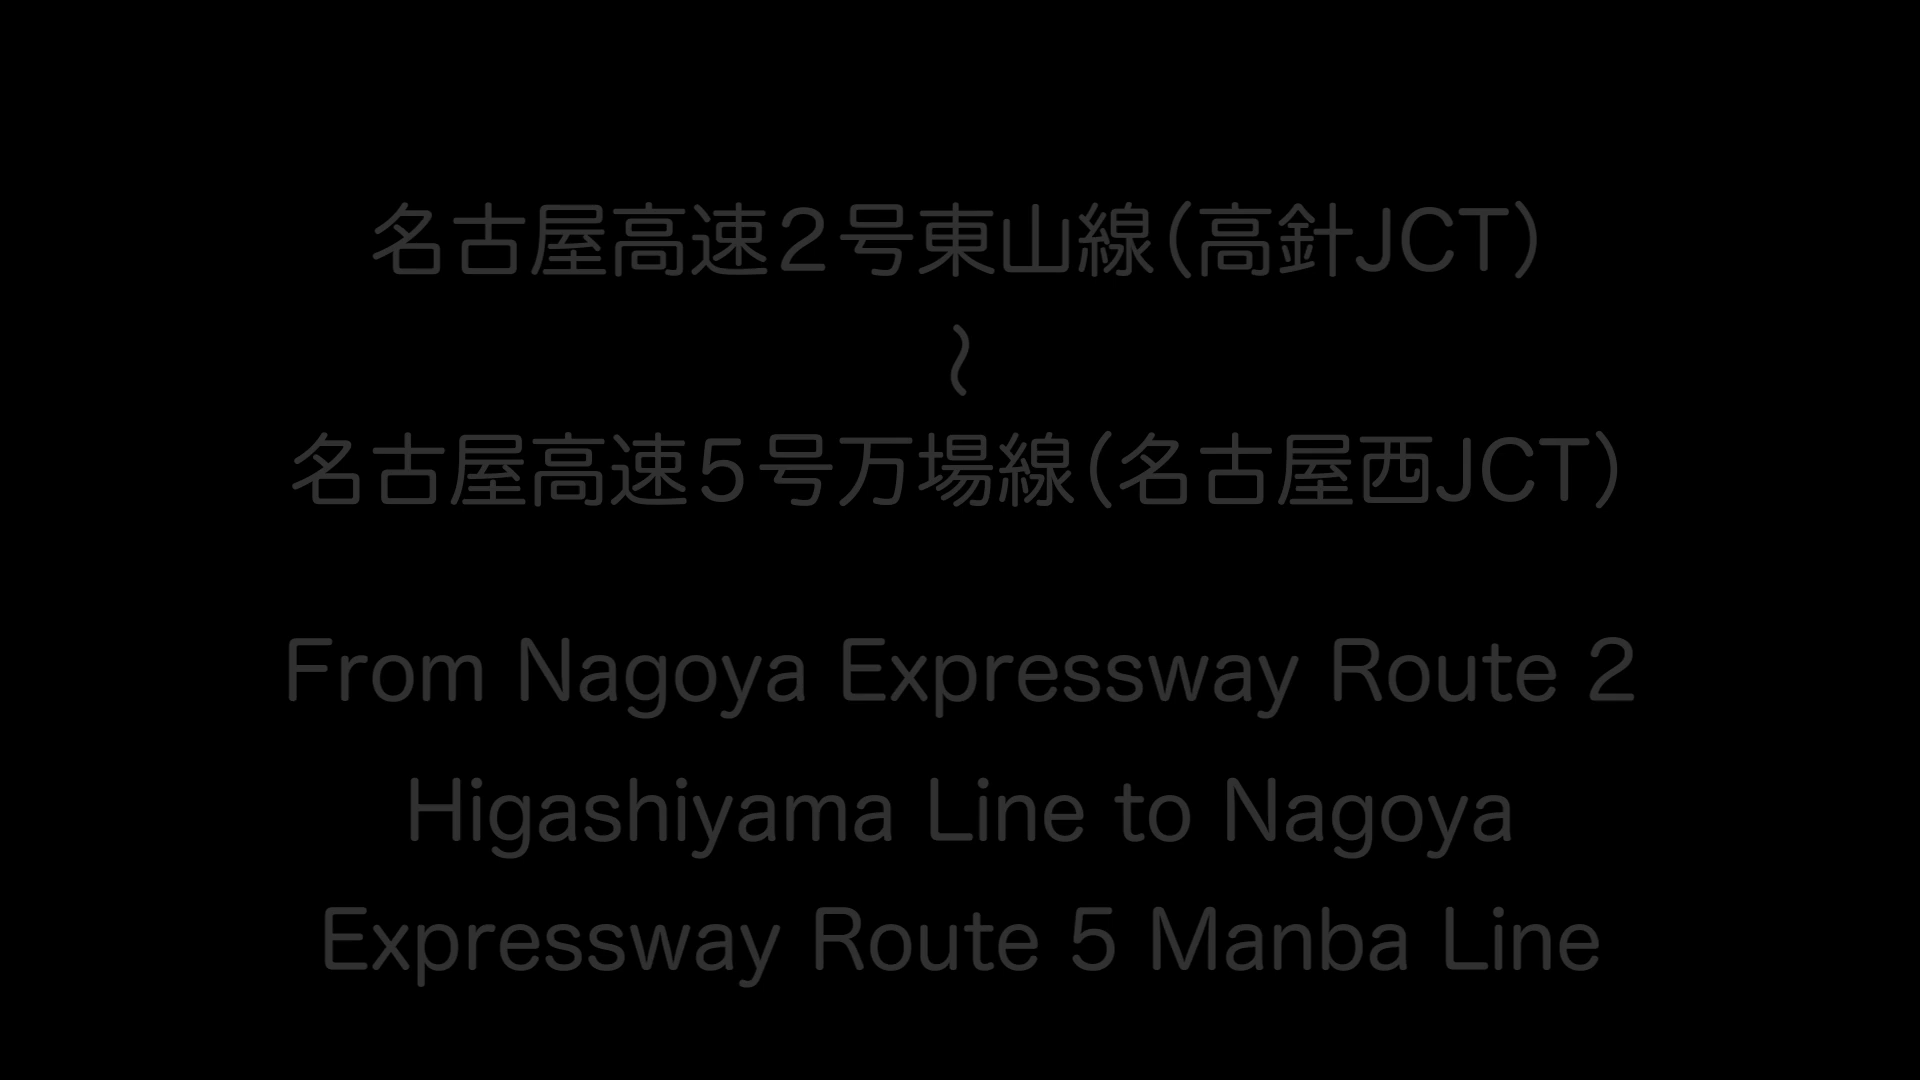 名古屋高速2号東山線(高針JCT)
〜
名古屋高速5号万場線(名古屋西JCT)
From Nagoya Expressway Route 2
Higashiyama Line to Nagoya
Expressway Route 5 Manba Line